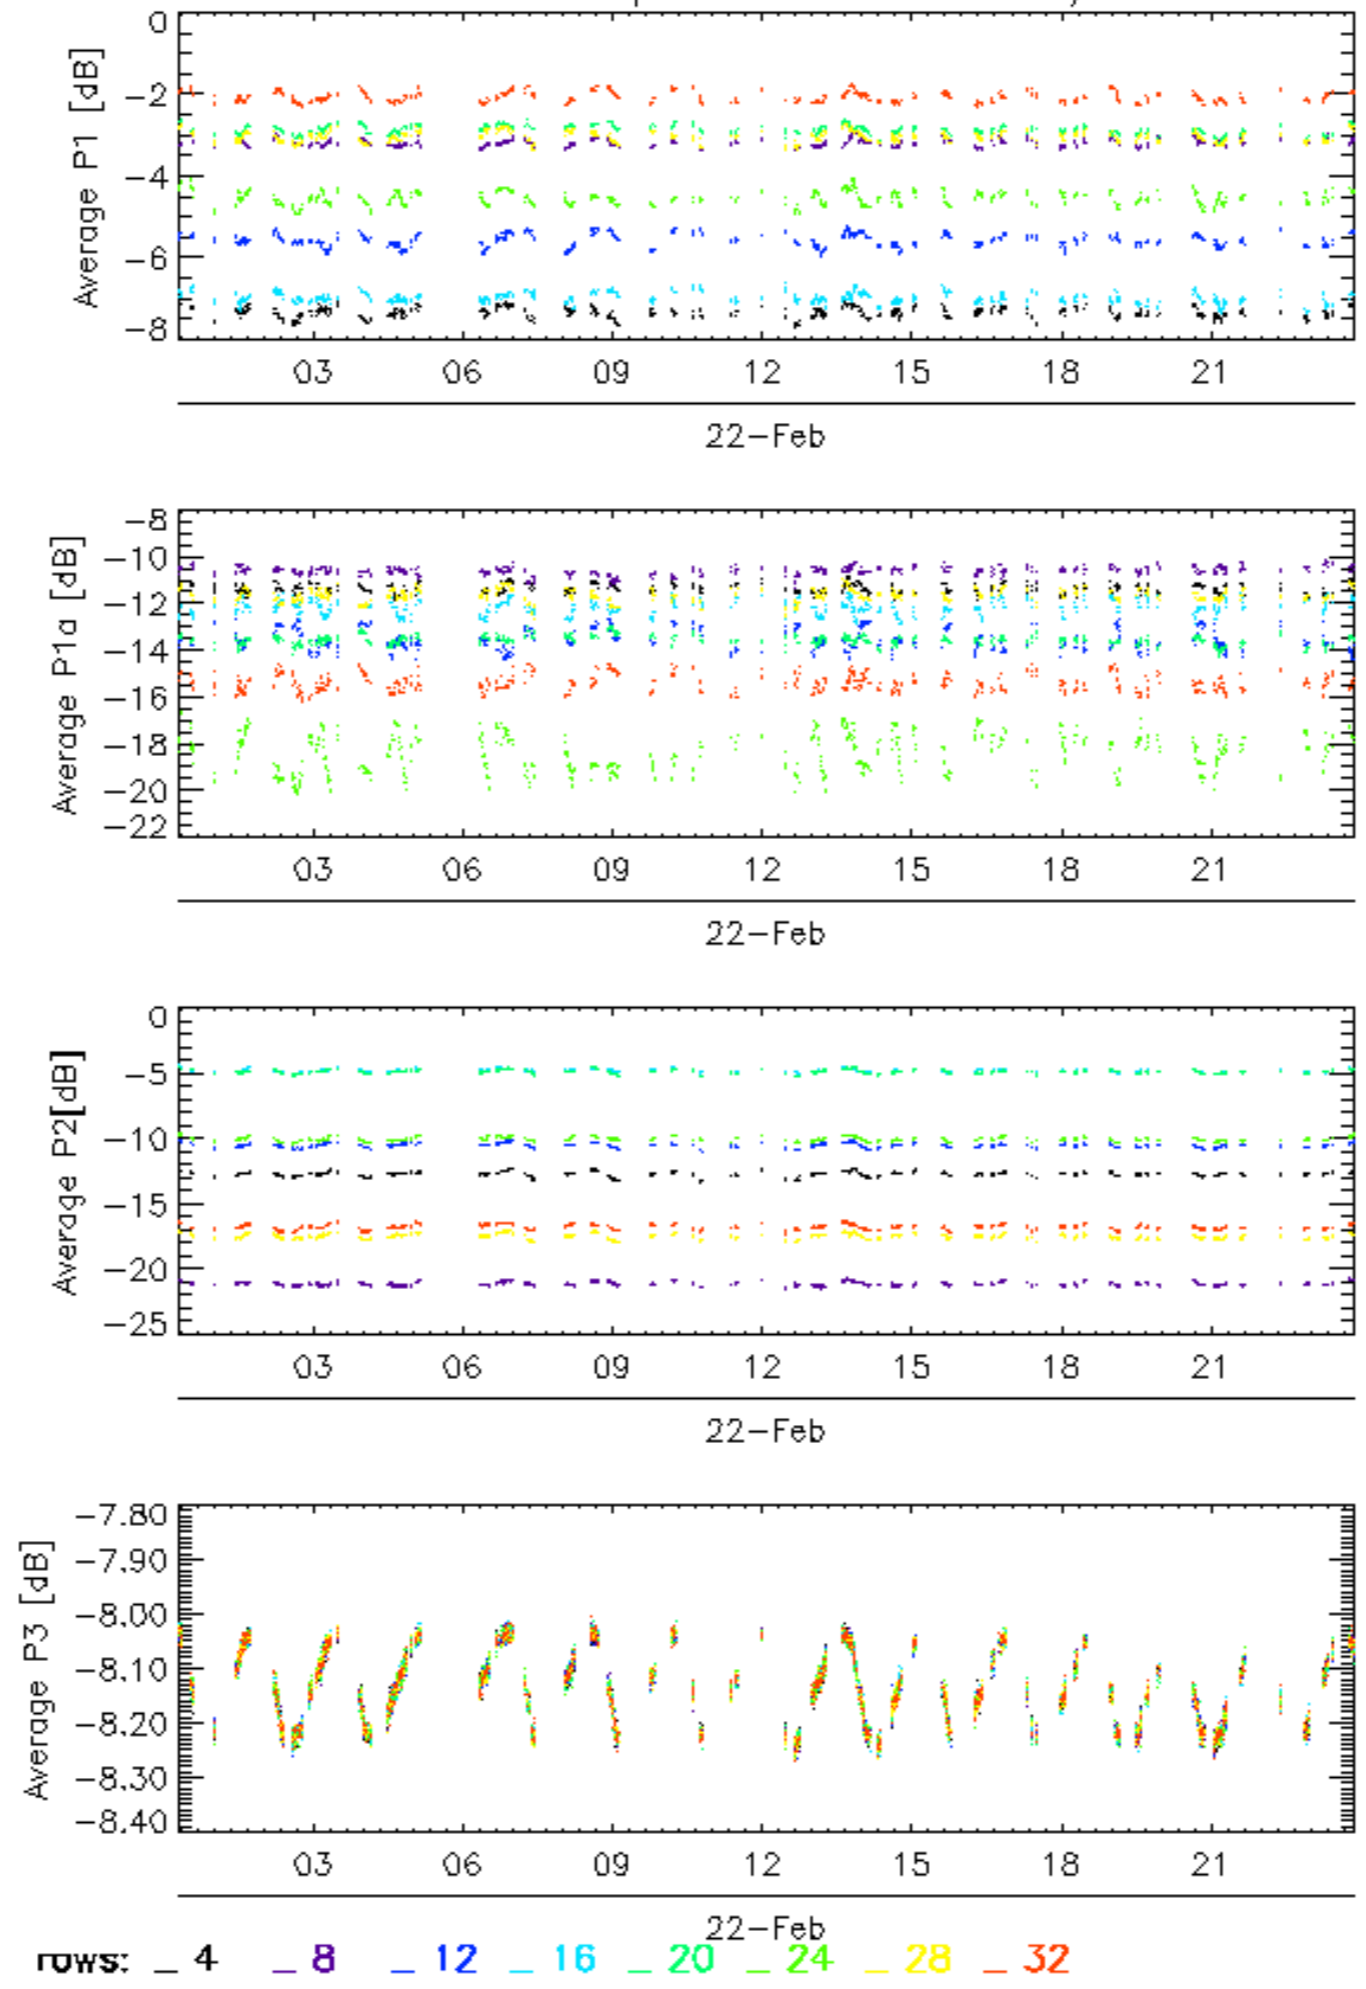 Average P1 [dB]
0
−2
−4
−6
−8
03 06 09 12 15 18 21
22−Feb
Average P1a [dB]
−8
−10
−12
−14
−16
−18
−20
−22
03 06 09 12 15 18 21
22−Feb
Average P2[dB]
0
−5
−10
−15
−20
−25
03 06 09 12 15 18 21
22−Feb
Average P3 [dB]
−7.80
−7.90
−8.00
−8.10
−8.20
−8.30
−8.40
03 06 09 12 15 18 21
22−Feb
rows: _ 4 _ 8 _ 12 _ 16 _ 20 _ 24 _ 28 _ 32